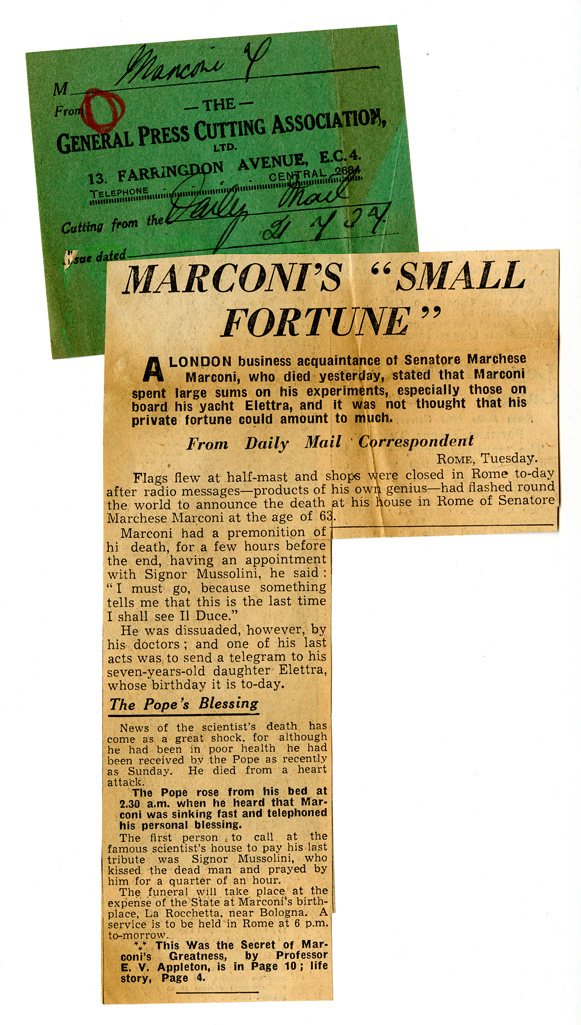 M Marconi Y
From
— THE —
GENERAL PRESS CUTTING ASSOCIATION,
LTD.
13. FARRINGDON AVENUE, E.C.4.
TELEPHONE CENTRAL 2684
Cutting from the Daily Mail
Issue dated 21 7 37
MARCONI'S "SMALL
FORTUNE"
A LONDON business acquaintance of Senatore Marchese
Marconi, who died yesterday, stated that Marconi
spent large sums on his experiments, especially those on
board his yacht Elettra, and it was not thought that his
private fortune could amount to much.
From Daily Mail Correspondent
ROME, Tuesday.
Flags flew at half-mast and shops were closed in Rome to-day
after radio messages—products of his own genius—had flashed round
the world to announce the death at his house in Rome of Senatore
Marchese Marconi at the age of 63.
Marconi had a premonition of
hi death, for a few hours before
the end, having an appointment
with Signor Mussolini, he said :
" I must go, because something
tells me that this is the last time
I shall see Il Duce."
He was dissuaded, however, by
his doctors ; and one of his last
acts was to send a telegram to his
seven-years-old daughter Elettra,
whose birthday it is to-day.
The Pope's Blessing
News of the scientist's death has
come as a great shock, for although
he had been in poor health he had
been received by the Pope as recently
as Sunday. He died from a heart
attack.
The Pope rose from his bed at
2.30 a.m. when he heard that Mar-
coni was sinking fast and telephoned
his personal blessing.
The first person to call at the
famous scientist's house to pay his last
tribute was Signor Mussolini, who
kissed the dead man and prayed by
him for a quarter of an hour.
The funeral will take place at the
expense of the State at Marconi's birth-
place, La Rocchetta, near Bologna. A
service is to be held in Rome at 6 p.m.
to-morrow.
*** This Was the Secret of Mar-
coni's Greatness, by Professor
E. V. Appleton, is in Page 10 ; life
story, Page 4.